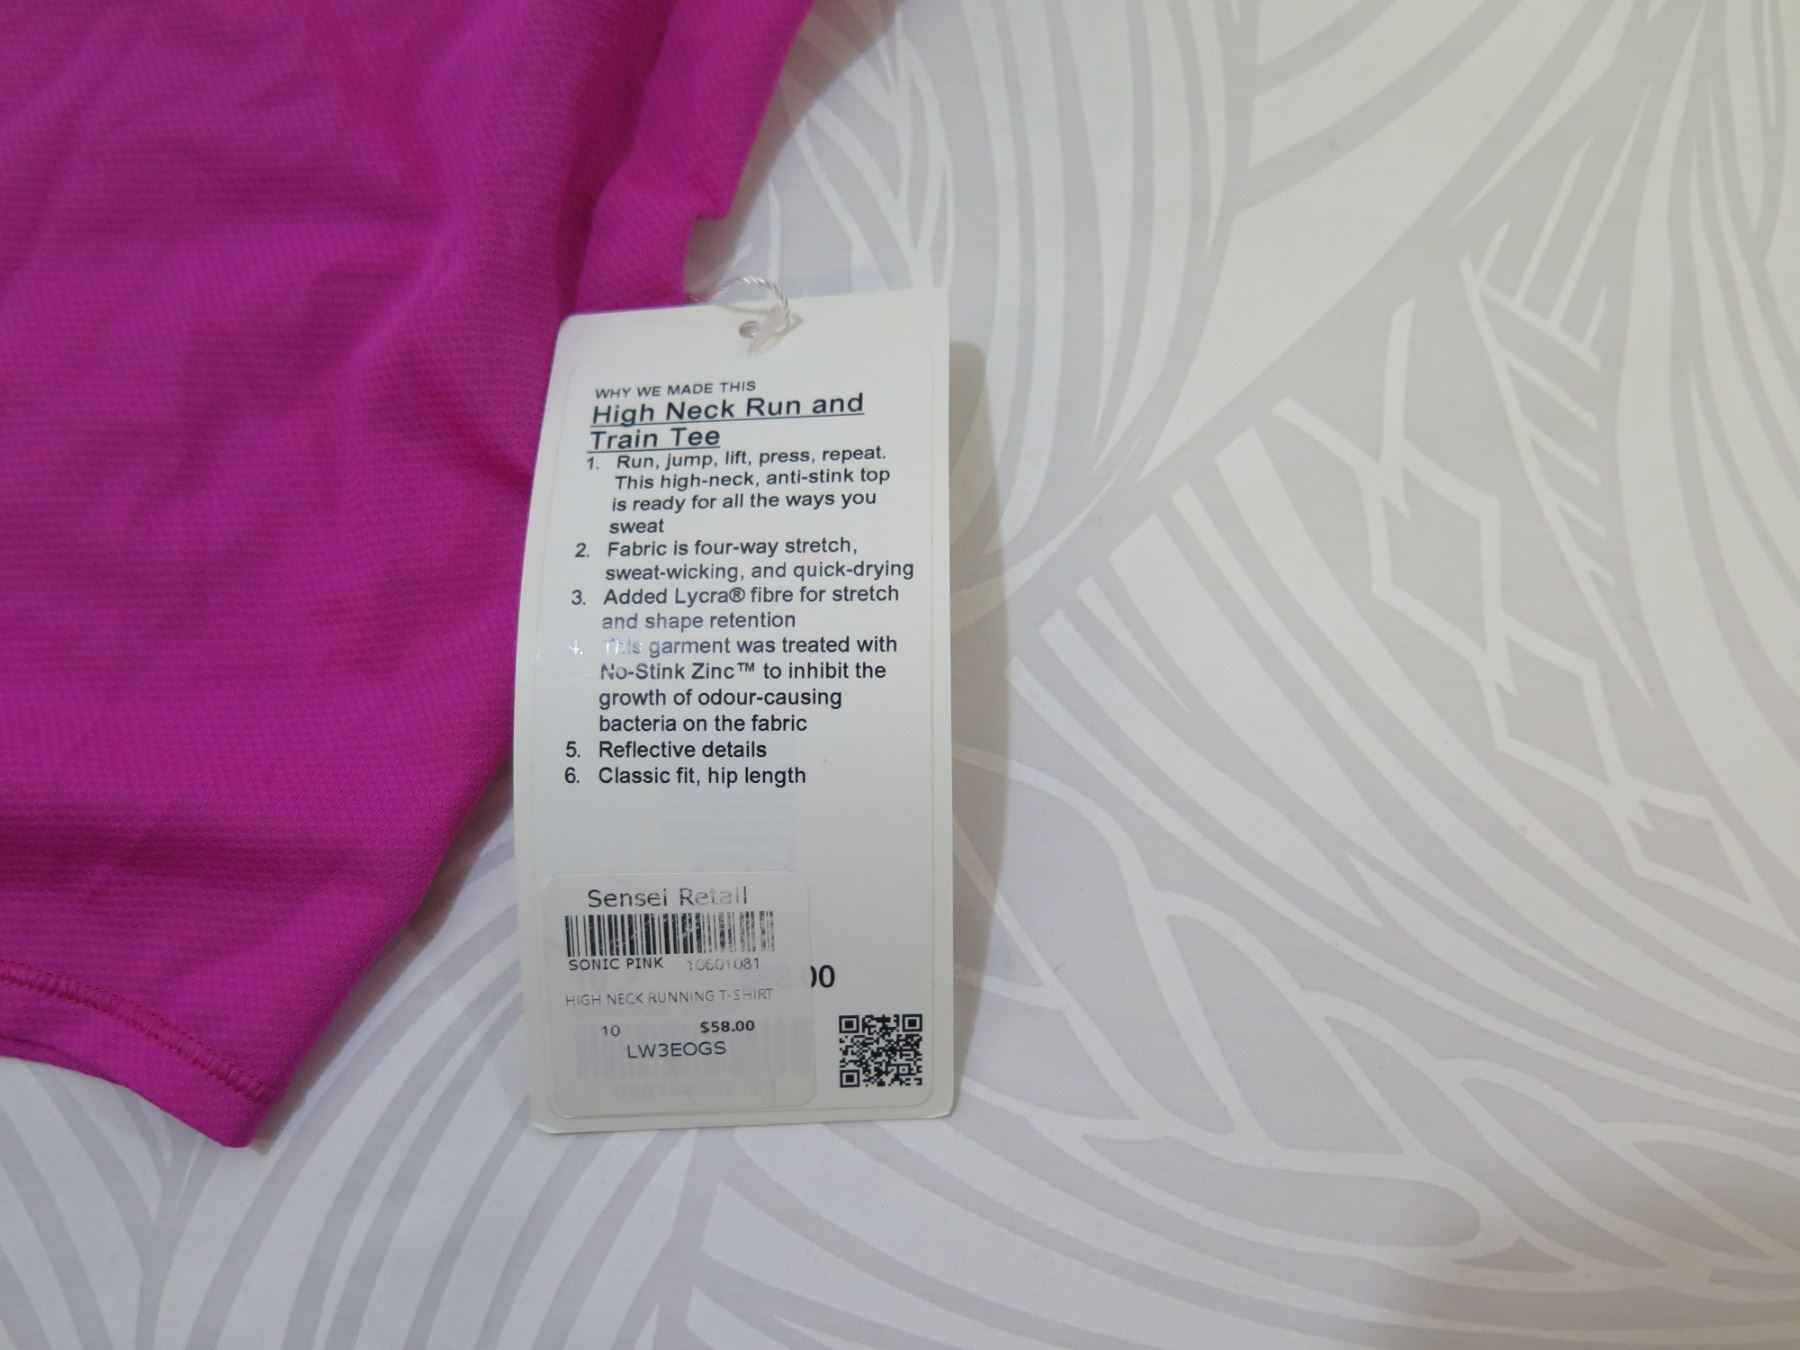 WHY WE MADE THIS
High Neck Run and
Train Tee
1. Run, jump, lift, press, repeat.
This high-neck, anti-stink top
is ready for all the ways you
sweat
2. Fabric is four-way stretch,
sweat-wicking, and quick-drying
3. Added Lycra® fibre for stretch
and shape retention
4. This garment was treated with
No-Stink Zinc™ to inhibit the
growth of odour-causing
bacteria on the fabric
5. Reflective details
6. Classic fit, hip length
Sensei Retail
SONIC PINK 10601081
HIGH NECK RUNNING T-SHIRT
10 $58.00
LW3EOGS